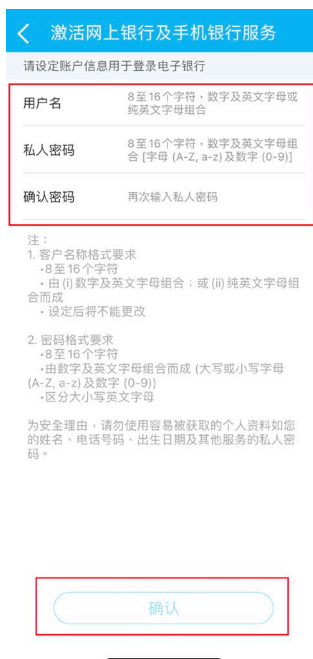 激活网上银行及手机银行服务
请设定账户信息用于登录电子银行
用户名
8至16个字符，数字及英文字母或
纯英文字母组合
私人密码
8至16个字符，数字及英文字母组
合 [字母 (A-Z, a-z) 及数字 (0-9)]
确认密码
再次输入私人密码
注：
1. 客户名称格式要求
•8至16个字符
• 由 (i) 数字及英文字母组合；或 (ii) 纯英文字母组
合而成
• 设定后将不能更改
2. 密码格式要求
•8至16个字符
•由数字及英文字母组合而成 (大写或小写字母
(A-Z, a-z) 及数字 (0-9))
•区分大小写英文字母
为安全理由，请勿使用容易被获取的个人资料如您
的姓名、电话号码、出生日期及其他服务的私人密
码。
确认